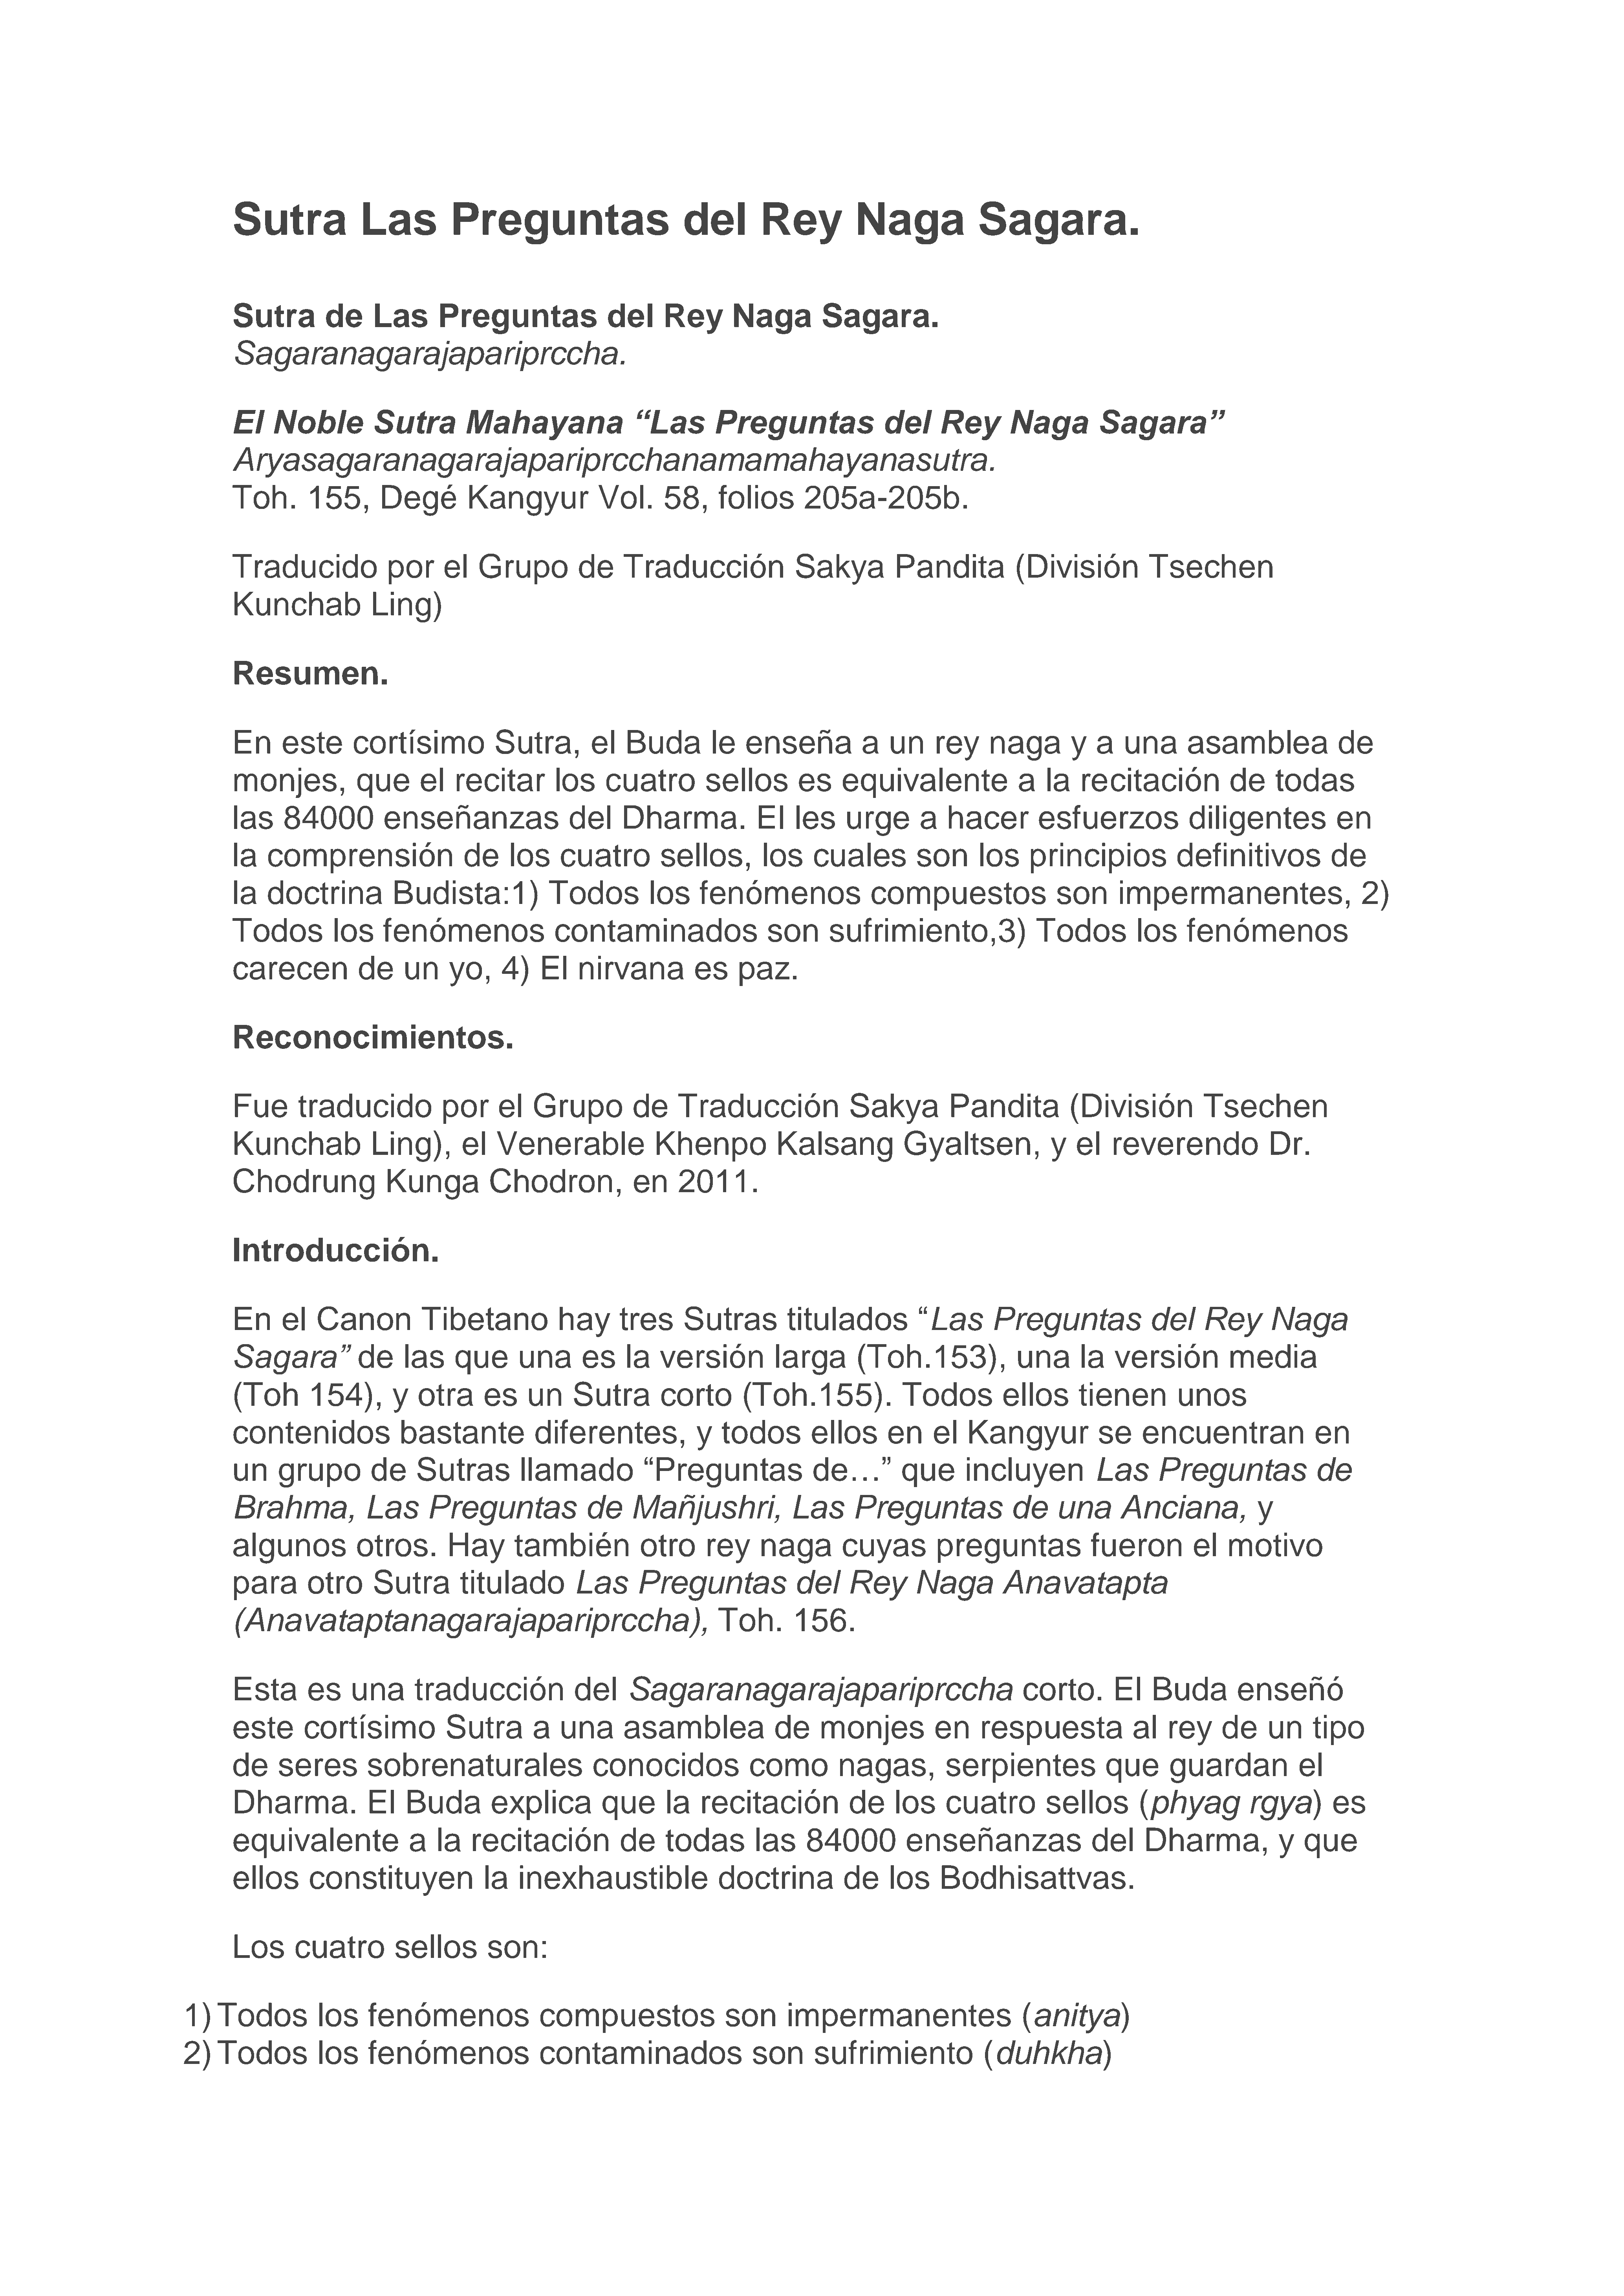 Sutra Las Preguntas del Rey Naga Sagara.
Sutra de Las Preguntas del Rey Naga Sagara.
Sagaranagarajapariprccha.
El Noble Sutra Mahayana “Las Preguntas del Rey Naga Sagara”
Aryasagaranagarajapariprcchanamamahayanasutra.
Toh. 155, Degé Kangyur Vol. 58, folios 205a-205b.
Traducido por el Grupo de Traducción Sakya Pandita (División Tsechen
Kunchab Ling)
Resumen.
En este cortísimo Sutra, el Buda le enseña a un rey naga y a una asamblea de
monjes, que el recitar los cuatro sellos es equivalente a la recitación de todas
las 84000 enseñanzas del Dharma. El les urge a hacer esfuerzos diligentes en
la comprensión de los cuatro sellos, los cuales son los principios definitivos de
la doctrina Budista:1) Todos los fenómenos compuestos son impermanentes, 2)
Todos los fenómenos contaminados son sufrimiento,3) Todos los fenómenos
carecen de un yo, 4) El nirvana es paz.
Reconocimientos.
Fue traducido por el Grupo de Traducción Sakya Pandita (División Tsechen
Kunchab Ling), el Venerable Khenpo Kalsang Gyaltsen, y el reverendo Dr.
Chodrung Kunga Chodron, en 2011.
Introducción.
En el Canon Tibetano hay tres Sutras titulados “Las Preguntas del Rey Naga
Sagara” de las que una es la versión larga (Toh.153), una la versión media
(Toh 154), y otra es un Sutra corto (Toh.155). Todos ellos tienen unos
contenidos bastante diferentes, y todos ellos en el Kangyur se encuentran en
un grupo de Sutras llamado “Preguntas de…” que incluyen Las Preguntas de
Brahma, Las Preguntas de Mañjushri, Las Preguntas de una Anciana, y
algunos otros. Hay también otro rey naga cuyas preguntas fueron el motivo
para otro Sutra titulado Las Preguntas del Rey Naga Anavatapta
(Anavataptanagarajapariprccha), Toh. 156.
Esta es una traducción del Sagaranagarajapariprccha corto. El Buda enseñó
este cortísimo Sutra a una asamblea de monjes en respuesta al rey de un tipo
de seres sobrenaturales conocidos como nagas, serpientes que guardan el
Dharma. El Buda explica que la recitación de los cuatro sellos (phyag rgya) es
equivalente a la recitación de todas las 84000 enseñanzas del Dharma, y que
ellos constituyen la inexhaustible doctrina de los Bodhisattvas.
Los cuatro sellos son:
1) Todos los fenómenos compuestos son impermanentes (anitya)
2) Todos los fenómenos contaminados son sufrimiento (duhkha)